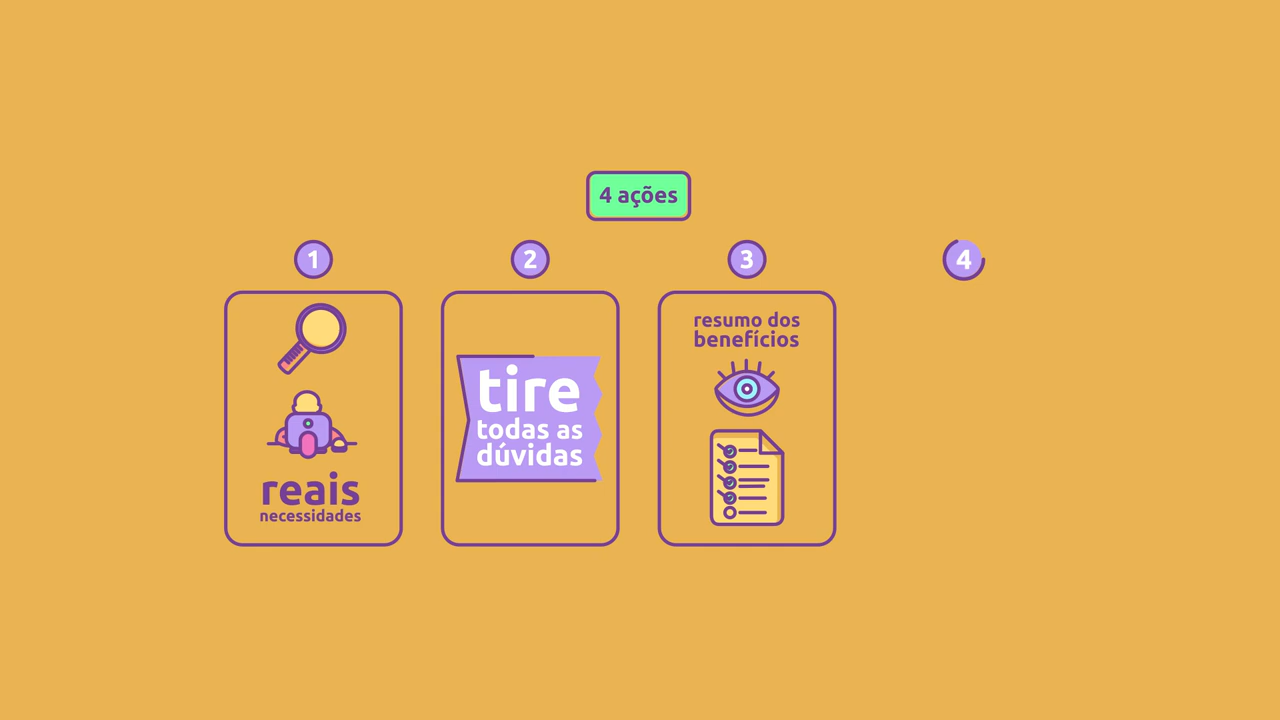 4 ações
1
2
3
4
reais
necessidades
tire
todas as
dúvidas
resumo dos
benefícios